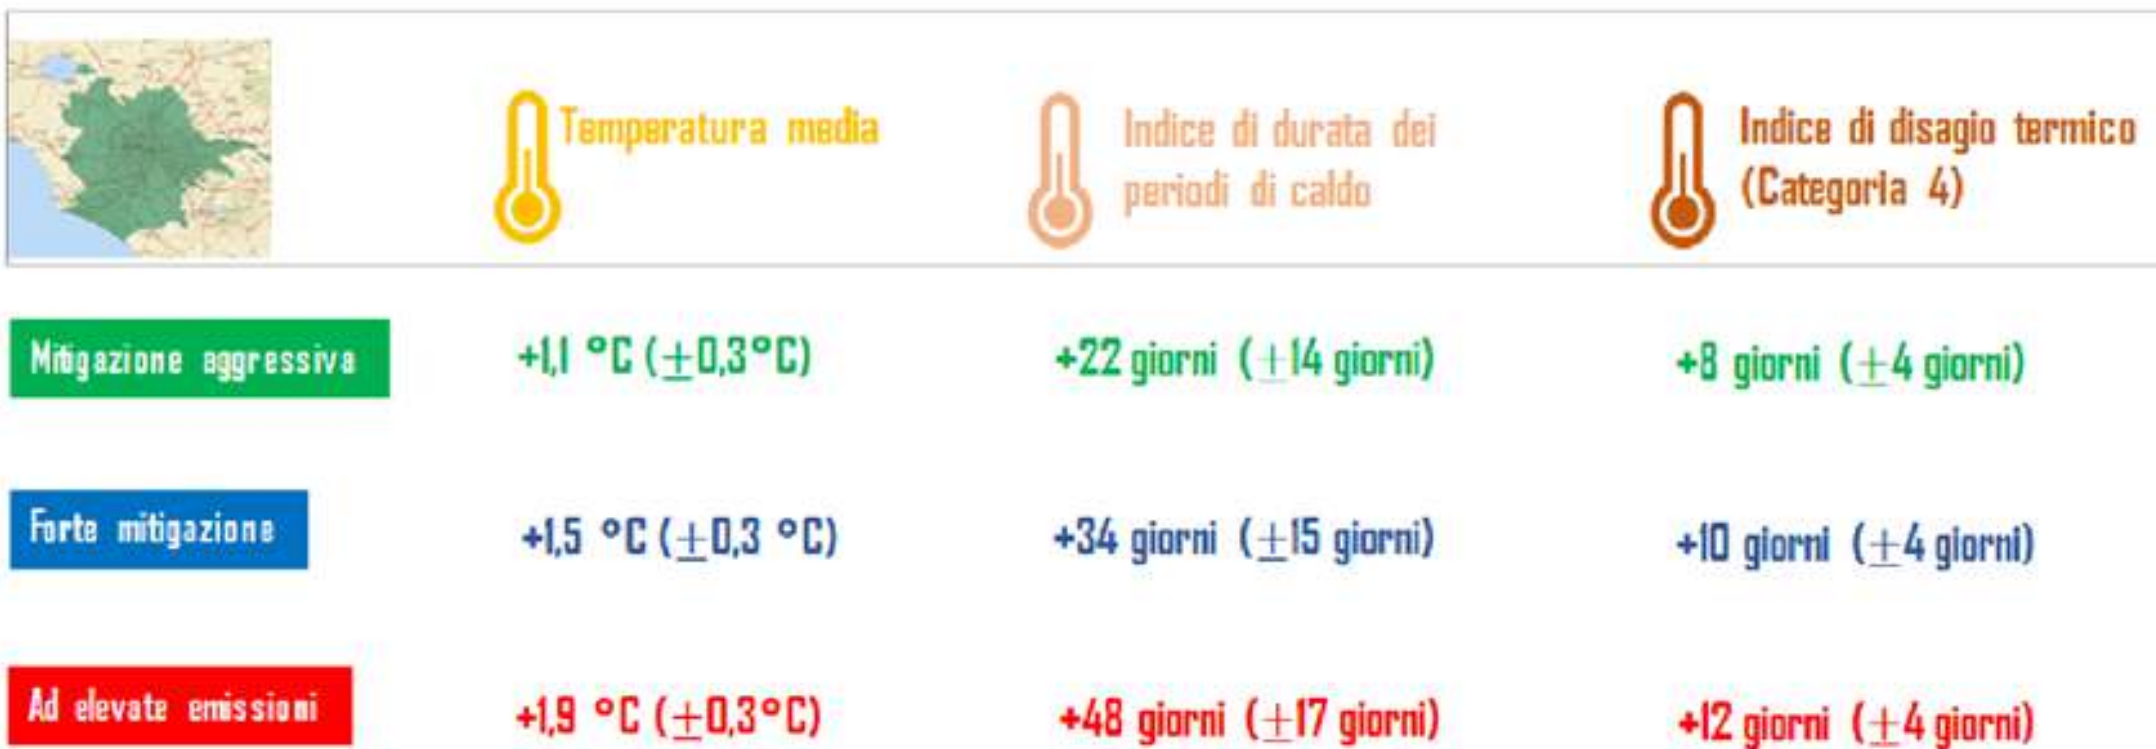 Temperatura media
Indice di durata dei
periodi di caldo
Indice di disagio termico
(Categoria 4)
Mitigazione aggressiva
+1,1 °C (±0,3°C)
+22 giorni (±14 giorni)
+8 giorni (±4 giorni)
Forte mitigazione
+1,5 °C (±0,3 °C)
+34 giorni (±15 giorni)
+10 giorni (±4 giorni)
Ad elevate emissioni
+1,9 °C (±0,3°C)
+48 giorni (±17 giorni)
+12 giorni (±4 giorni)